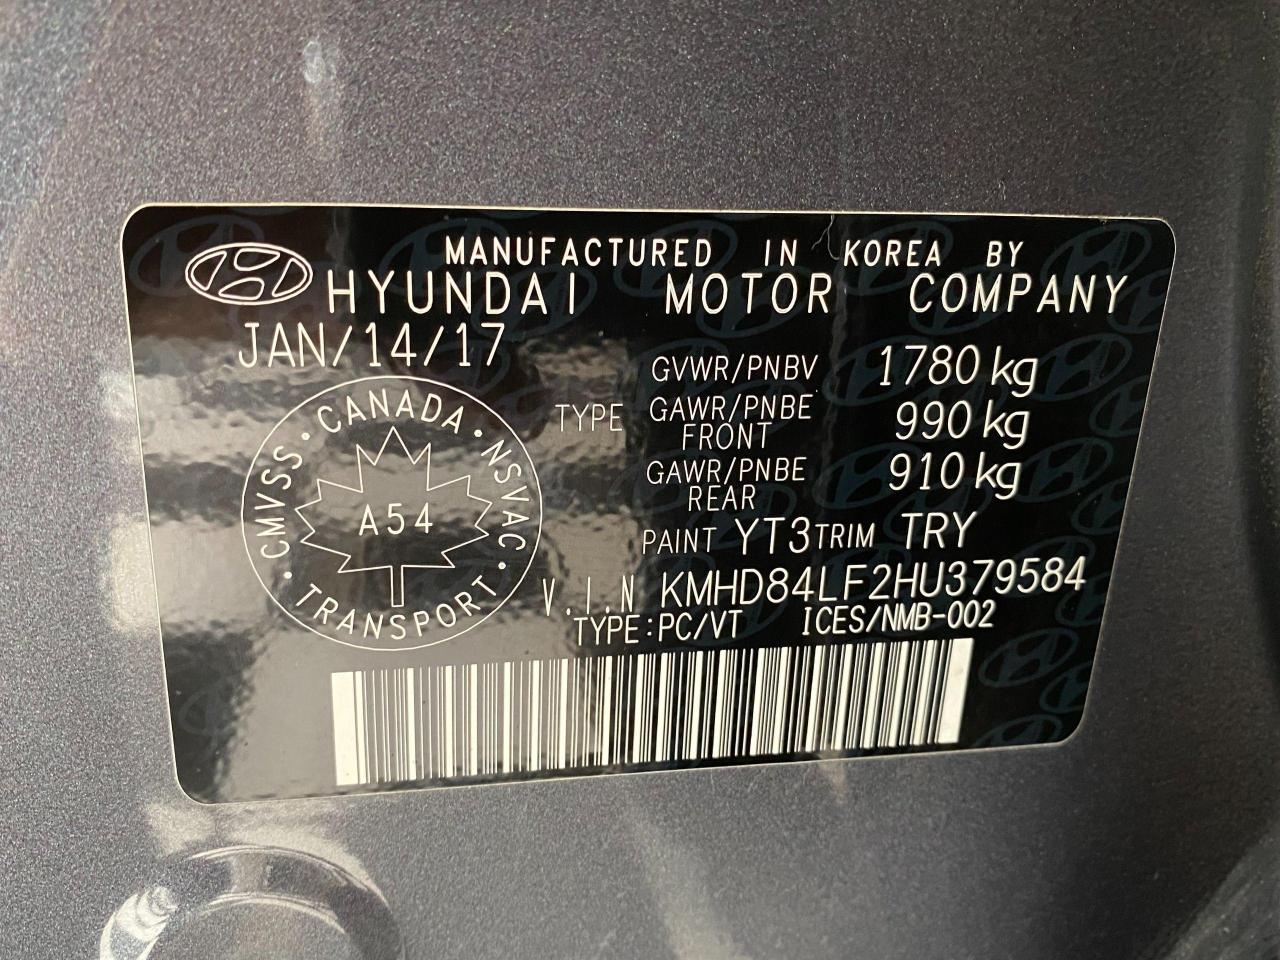 MANUFACTURED IN KOREA BY
HYUNDAI MOTOR COMPANY
JAN/14/17
GVWR/PNBV 1780 kg
TYPE GAWR/PNBE FRONT 990 kg
GAWR/PNBE REAR 910 kg
PAINT YT3 TRIM TRY
V.I.N KMHD84LF2HU379584
TYPE:PC/VT ICES/NMB-002
CANADA · NSVAC · TRANSPORT · CMVSS ·
A54